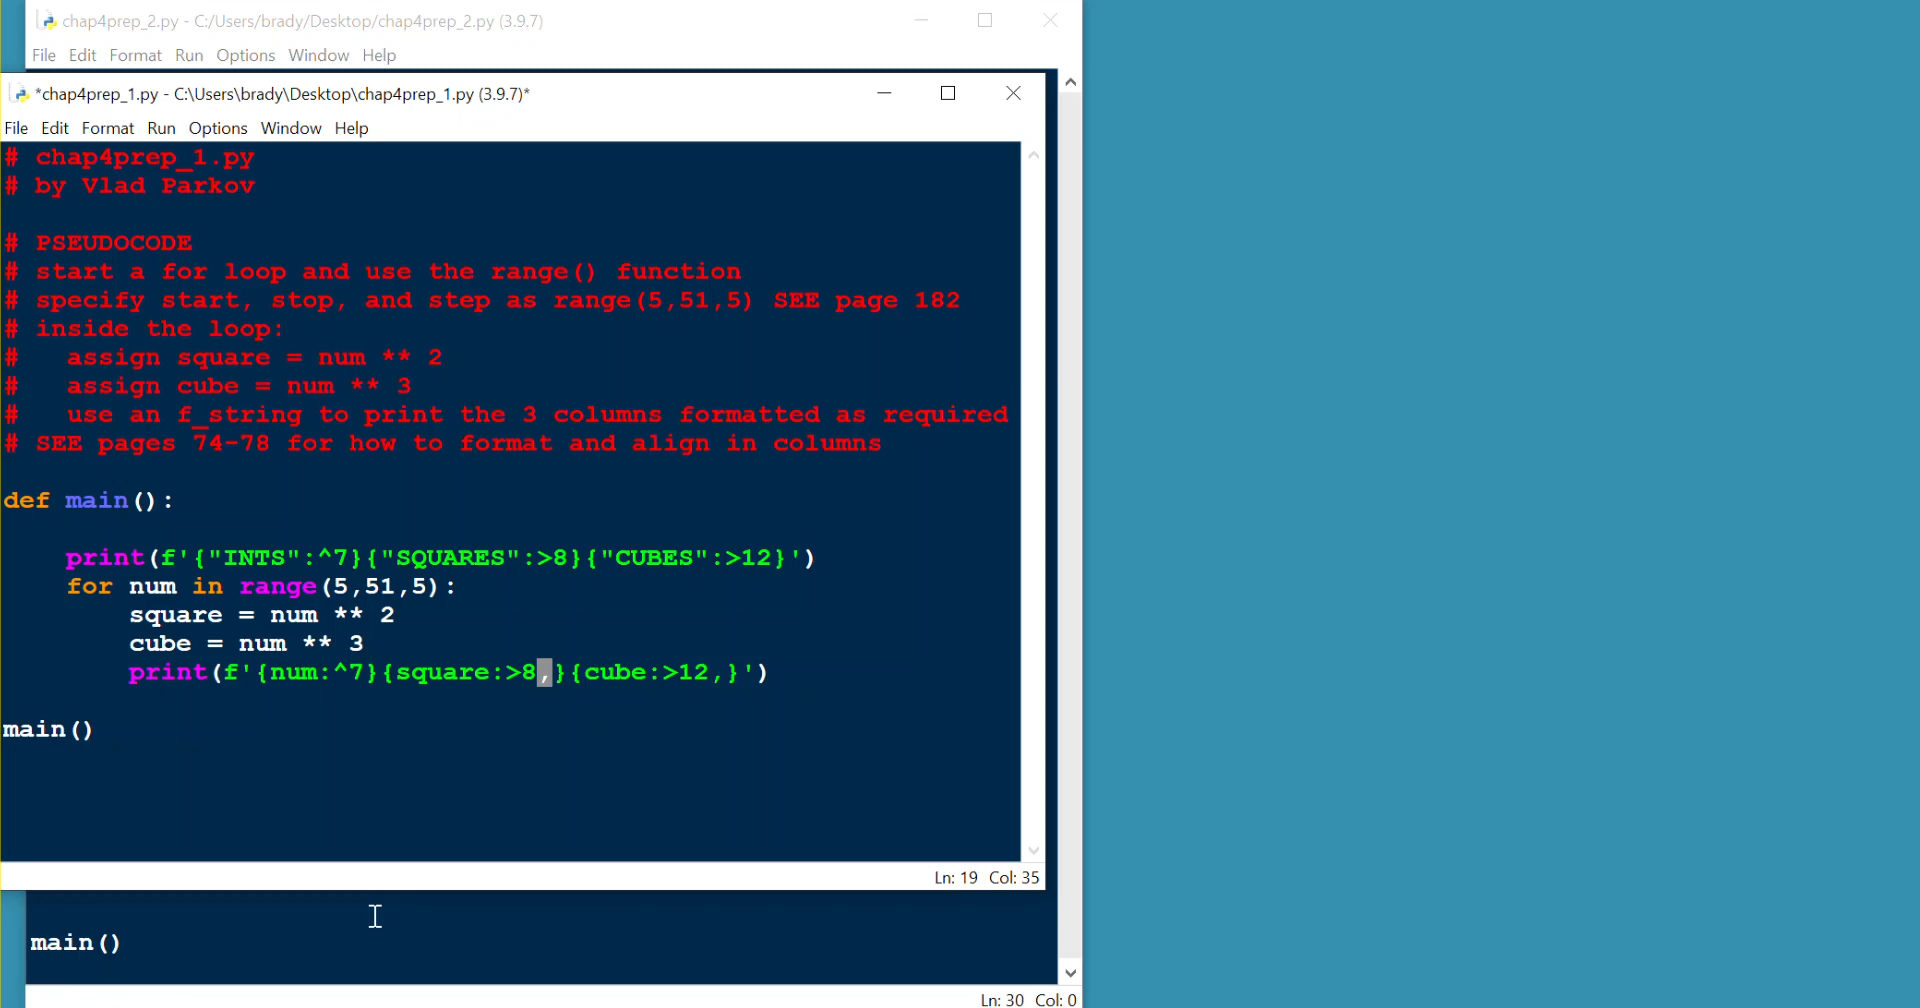 chap4prep_2.py - C:/Users/brady/Desktop/chap4prep_2.py (3.9.7)
File Edit Format Run Options Window Help
*chap4prep_1.py - C:\Users\brady\Desktop\chap4prep_1.py (3.9.7)*
File Edit Format Run Options Window Help
# chap4prep_1.py
# by Vlad Parkov
# PSEUDOCODE
# start a for loop and use the range() function
# specify start, stop, and step as range(5,51,5) SEE page 182
# inside the loop:
#   assign square = num ** 2
#   assign cube = num ** 3
#   use an f_string to print the 3 columns formatted as required
# SEE pages 74-78 for how to format and align in columns
def main():
    print(f'{"INTS":^7}{"SQUARES":>8}{"CUBES":>12}')
    for num in range(5,51,5):
        square = num ** 2
        cube = num ** 3
        print(f'{num:^7}{square:>8,}{cube:>12,}')
main()
Ln: 19 Col: 35
main()
Ln: 30 Col: 0